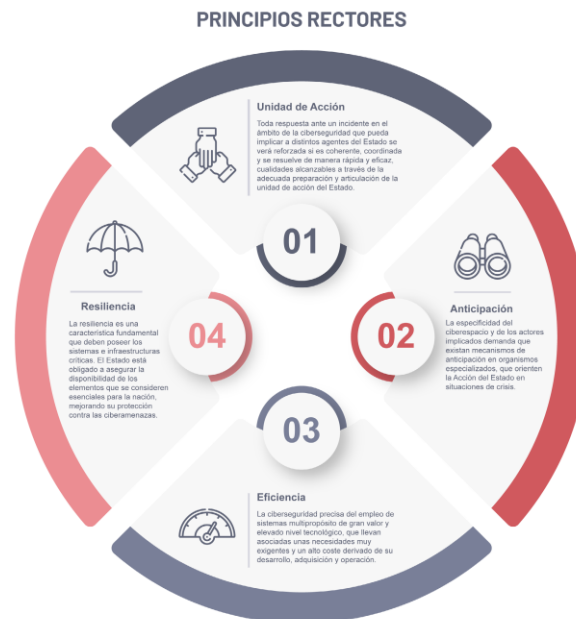 PRINCIPIOS RECTORES
Unidad de Acción
Toda respuesta ante un incidente en el
ámbito de la ciberseguridad que pueda
implicar a distintos agentes del Estado se
verá reforzada si es coherente, coordinada
y se resuelve de manera rápida y eficaz,
cualidades alcanzables a través de la
adecuada preparación y articulación de la
unidad de acción del Estado.
01
Anticipación
La especificidad del
ciberespacio y de los actores
implicados demanda que
existan mecanismos de
anticipación en organismos
especializados, que orienten
la Acción del Estado en
situaciones de crisis.
02
Eficiencia
La ciberseguridad precisa del empleo de
sistemas multipropósito de gran valor y
elevado nivel tecnológico, que llevan
asociadas unas necesidades muy
exigentes y un alto coste derivado de su
desarrollo, adquisición y operación.
03
Resiliencia
La resiliencia es una
característica fundamental
que deben poseer los
sistemas e infraestructuras
críticas. El Estado está
obligado a asegurar la
disponibilidad de los
elementos que se consideren
esenciales para la nación,
mejorando su protección
contra las ciberamenazas.
04